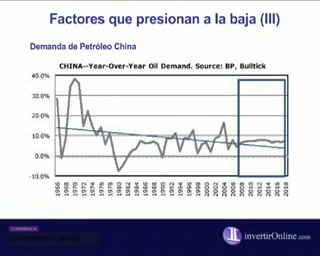 Factores que presionan a la baja (III)
Demanda de Petróleo China
CHINA--Year-Over-Year Oil Demand. Source: BP, Bulltick
40.0%
30.0%
20.0%
10.0%
0.0%
-10.0%
1966 1968 1970 1972 1974 1976 1978 1980 1982 1984 1986 1988 1990 1992 1994 1996 1998 2000 2002 2004 2006 2008 2010 2012 2014 2016 2018
CONFERENCIA
invertirOnline.com